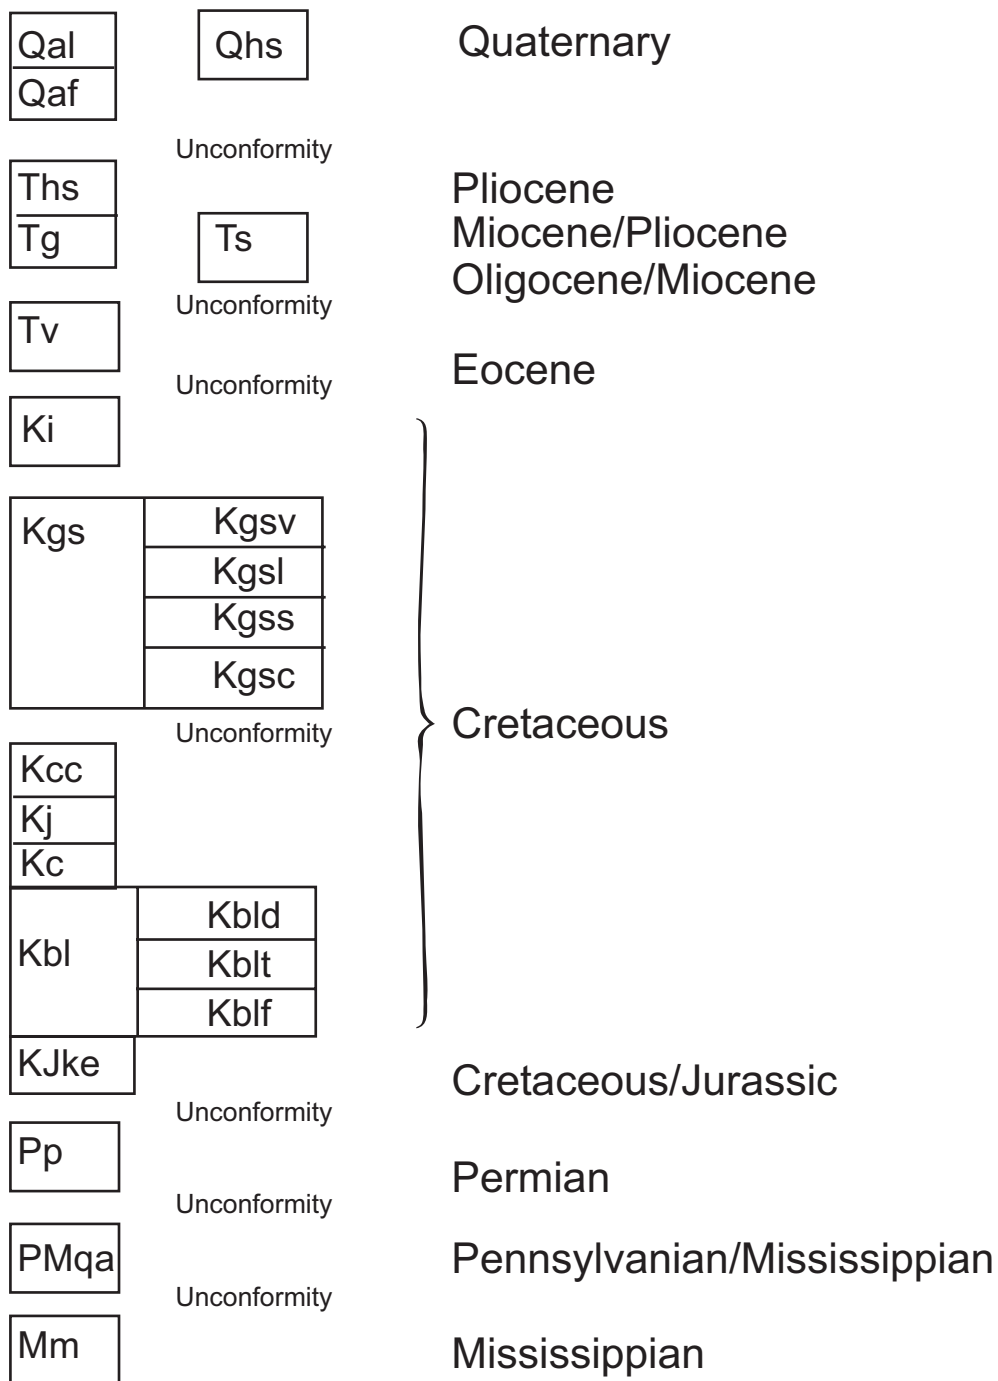 Qal Qhs Quaternary
Qaf
Unconformity
Ths Pliocene
Tg Ts Miocene/Pliocene
Oligocene/Miocene
Unconformity
Tv
Eocene
Unconformity
Ki
Kgs Kgsv
Kgsl
Kgss
Kgsc
Cretaceous
Unconformity
Kcc
Kj
Kc
Kbl Kbld
Kblt
Kblf
KJke Cretaceous/Jurassic
Unconformity
Pp Permian
Unconformity
PMqa Pennsylvanian/Mississippian
Unconformity
Mm Mississippian